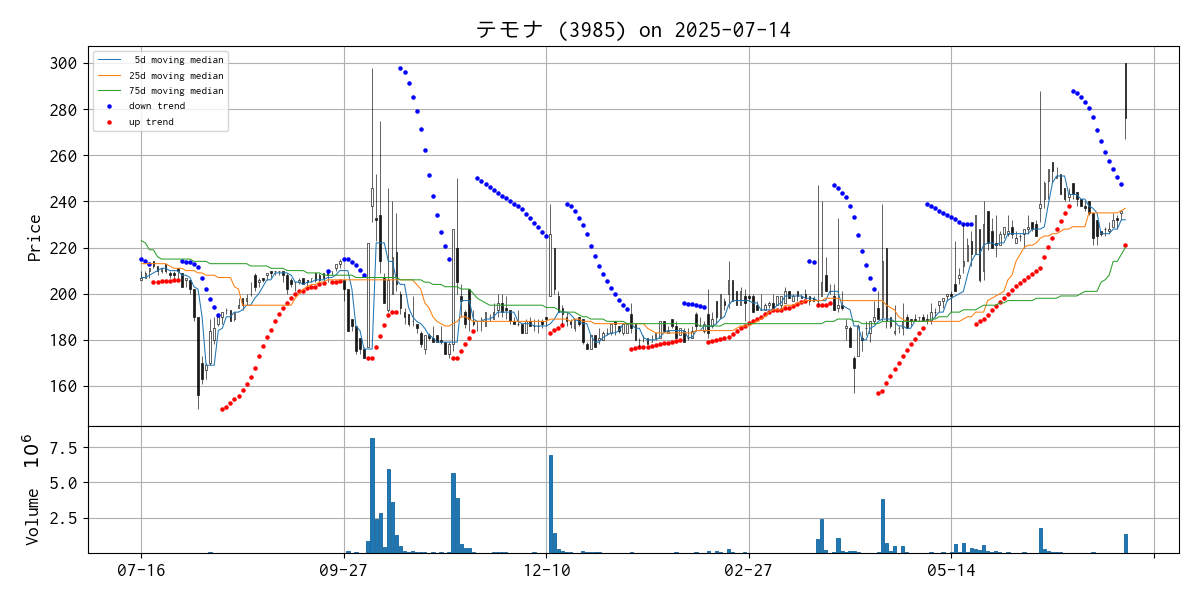 テモナ (3985) on 2025-07-14
5d moving median
25d moving median
75d moving median
down trend
up trend
300
280
260
240
220
200
180
160
Price
7.5
5.0
2.5
Volume 10^6
07-16
09-27
12-10
02-27
05-14